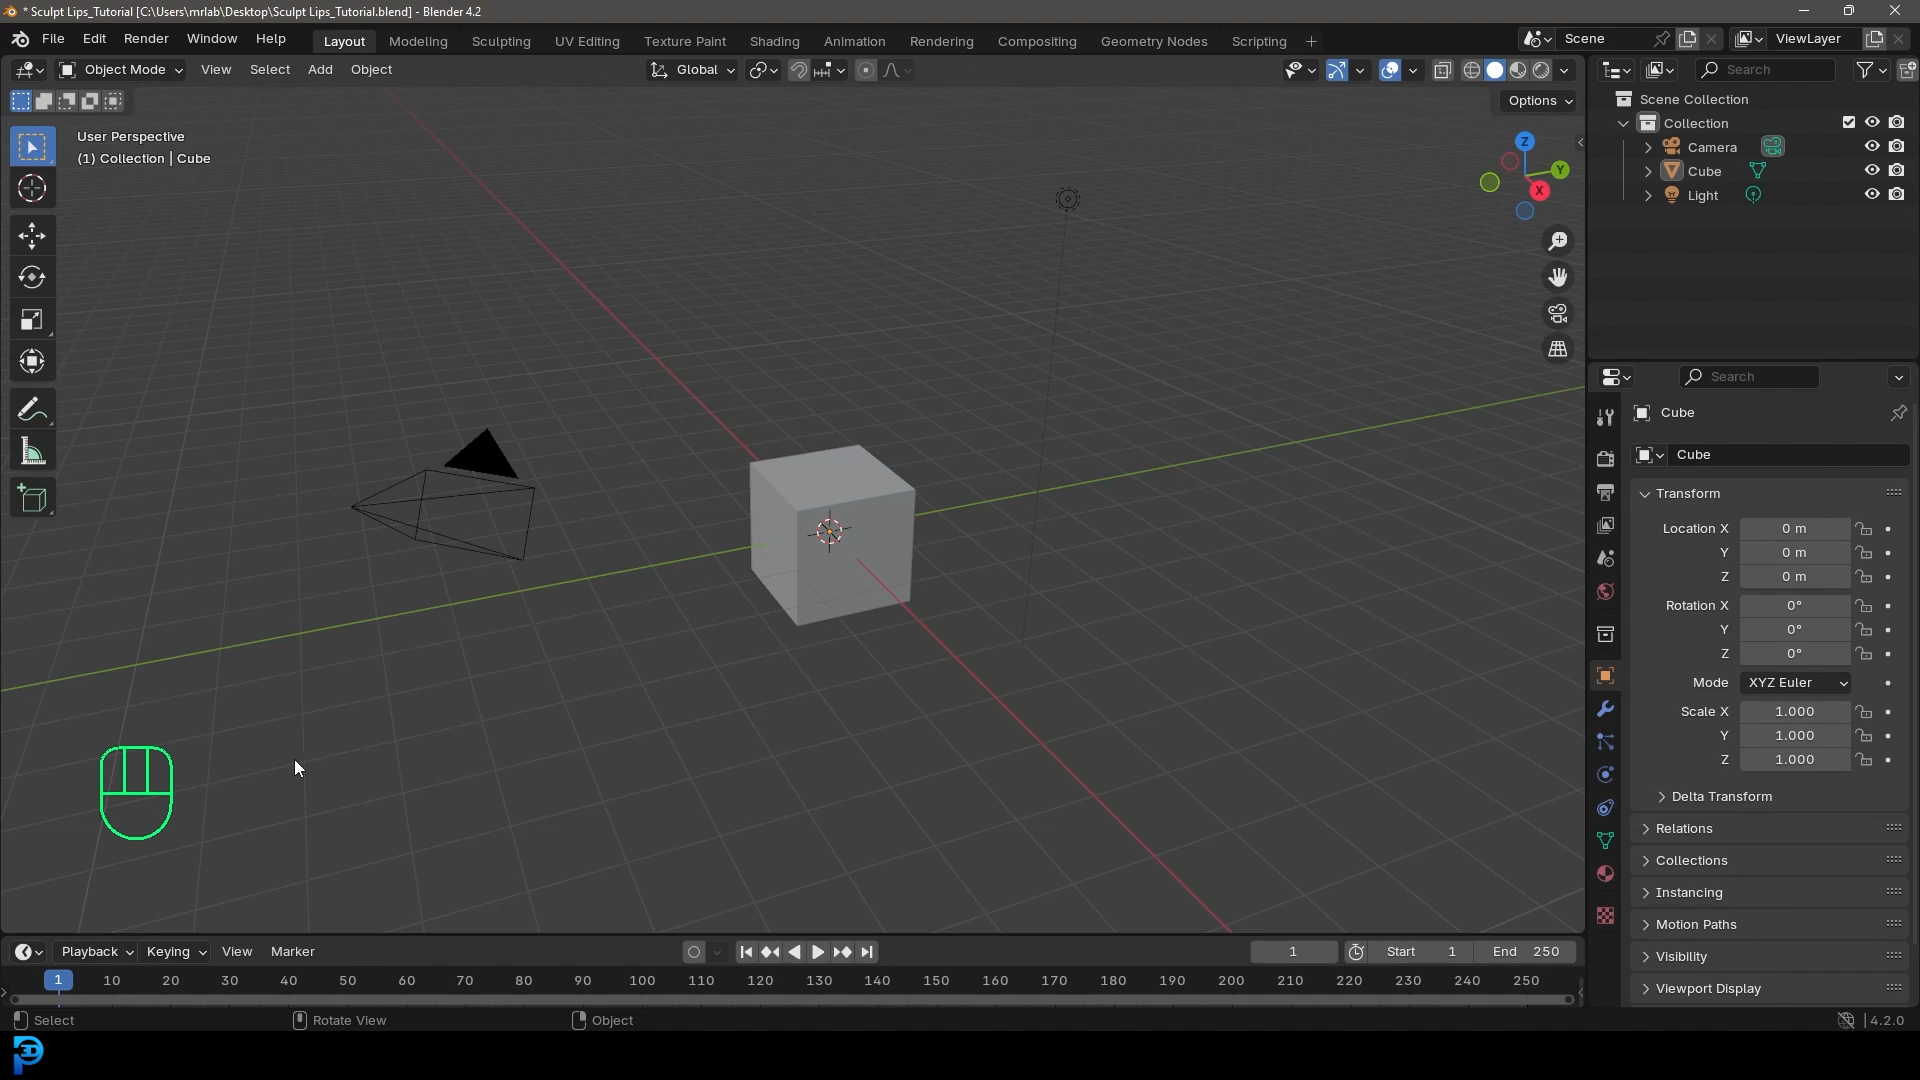 * Sculpt Lips_Tutorial [C:\Users\mrlab\Desktop\Sculpt Lips_Tutorial.blend] - Blender 4.2
File Edit Render Window Help Layout Modeling Sculpting UV Editing Texture Paint Shading Animation Rendering Compositing Geometry Nodes Scripting + Scene ViewLayer
Object Mode View Select Add Object Global Search
Options
User Perspective
(1) Collection | Cube
Z
Y
X
Scene Collection
Collection
Camera
Cube
Light
Search
Cube
Cube
Transform
Location X 0 m
Y 0 m
Z 0 m
Rotation X 0°
Y 0°
Z 0°
Mode XYZ Euler
Scale X 1.000
Y 1.000
Z 1.000
Delta Transform
Relations
Collections
Instancing
Motion Paths
Visibility
Viewport Display
Playback Keying View Marker 1 Start 1 End 250
1 10 20 30 40 50 60 70 80 90 100 110 120 130 140 150 160 170 180 190 200 210 220 230 240 250
Select Rotate View Object 4.2.0
3D